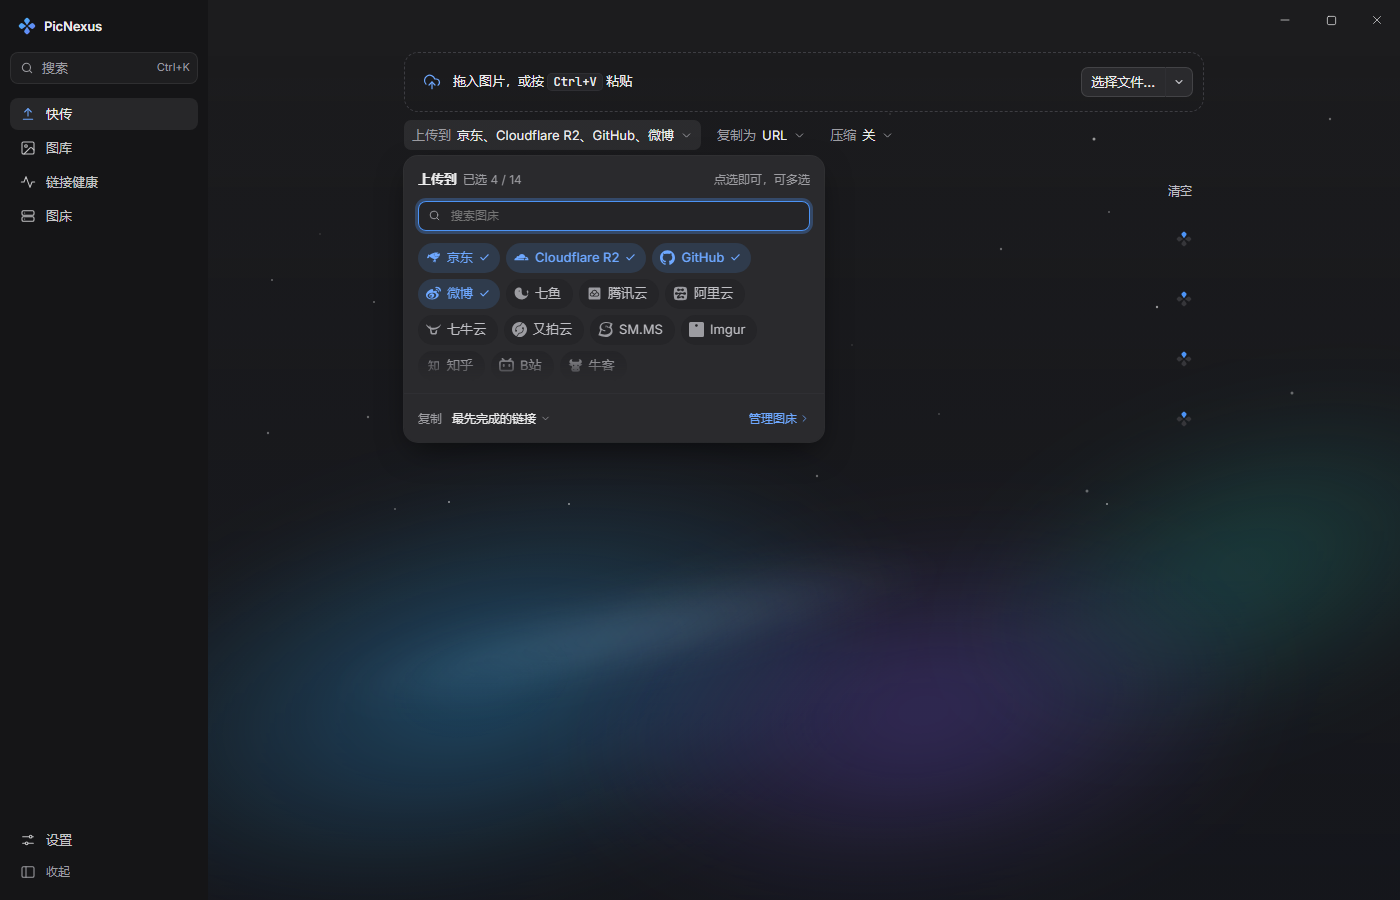 PicNexus
搜索 Ctrl+K
快传
图库
链接健康
图床
设置
收起
拖入图片，或按 Ctrl+V 粘贴
选择文件...
上传到 京东、Cloudflare R2、GitHub、微博 复制为 URL 压缩 关
上传到 已选 4 / 14 点选即可，可多选
搜索图床
京东 Cloudflare R2 GitHub
微博 七鱼 腾讯云 阿里云
七牛云 又拍云 SM.MS Imgur
知 知乎 B站 牛客
复制 最先完成的链接 管理图床
清空